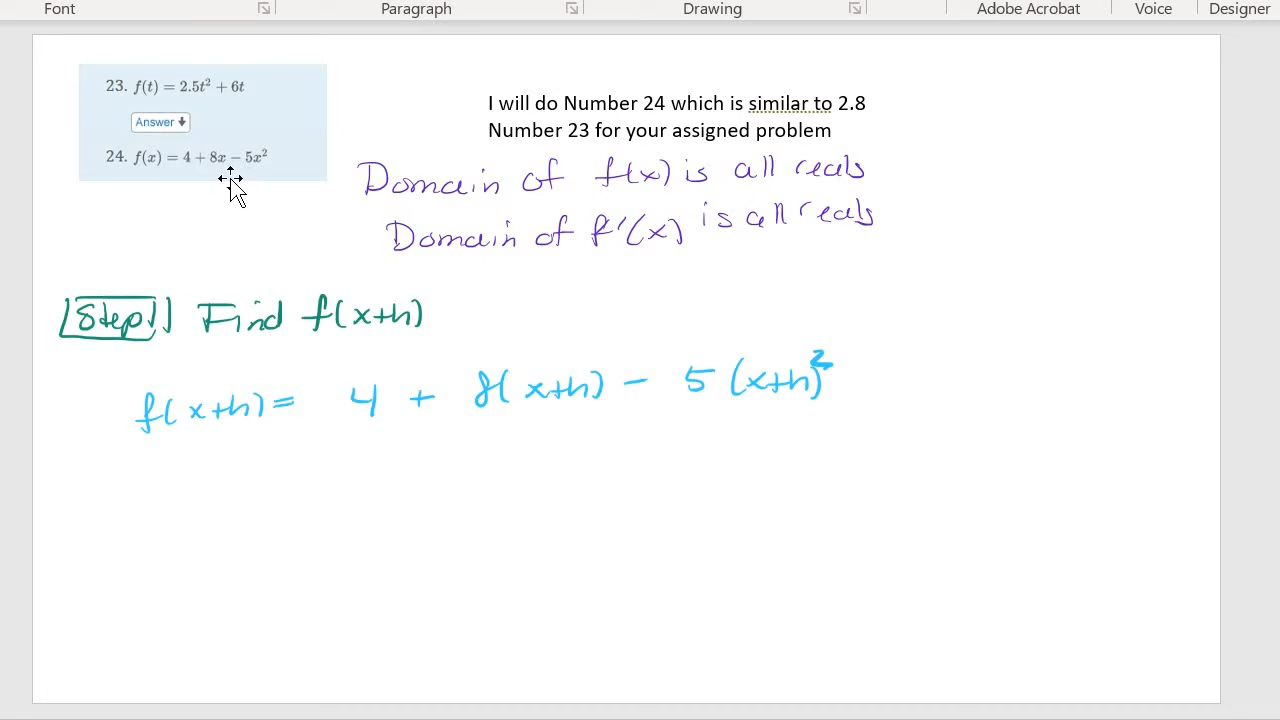 Font Paragraph Drawing Adobe Acrobat Voice Designer
23. f(t) = 2.5t² + 6t
Answer
24. f(x) = 4 + 8x − 5x²
I will do Number 24 which is similar to 2.8
Number 23 for your assigned problem
Domain of f(x) is all reals
Domain of f'(x) is all reals
Step 1 Find f(x+h)
f(x+h) = 4 + 8(x+h) − 5(x+h)²